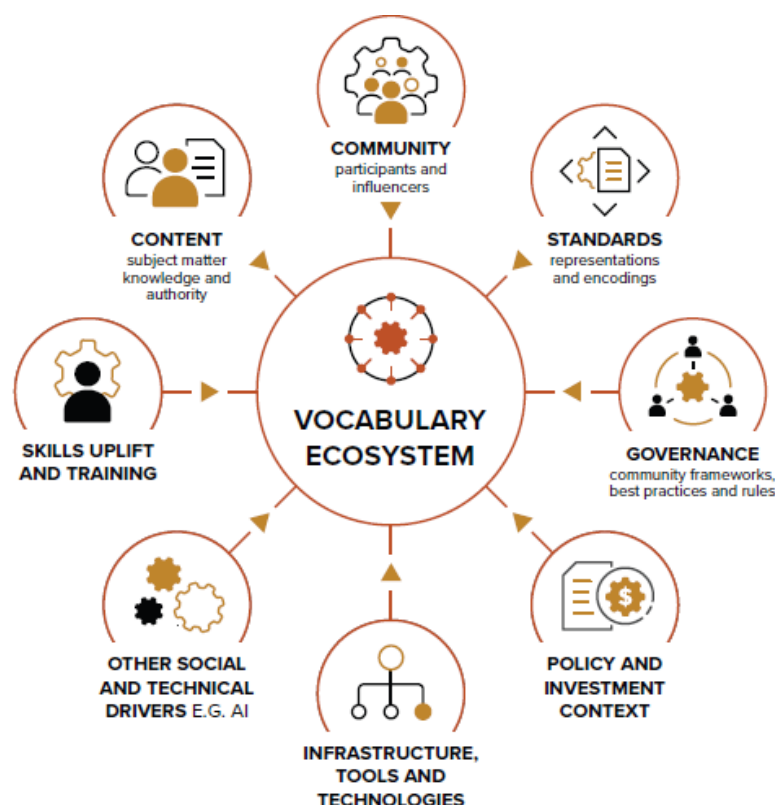 COMMUNITY
participants and
influencers
CONTENT
subject matter
knowledge and
authority
STANDARDS
representations
and encodings
VOCABULARY
ECOSYSTEM
SKILLS UPLIFT
AND TRAINING
GOVERNANCE
community frameworks,
best practices and rules
OTHER SOCIAL
AND TECHNICAL
DRIVERS E.G. AI
$
POLICY AND
INVESTMENT
CONTEXT
INFRASTRUCTURE,
TOOLS AND
TECHNOLOGIES